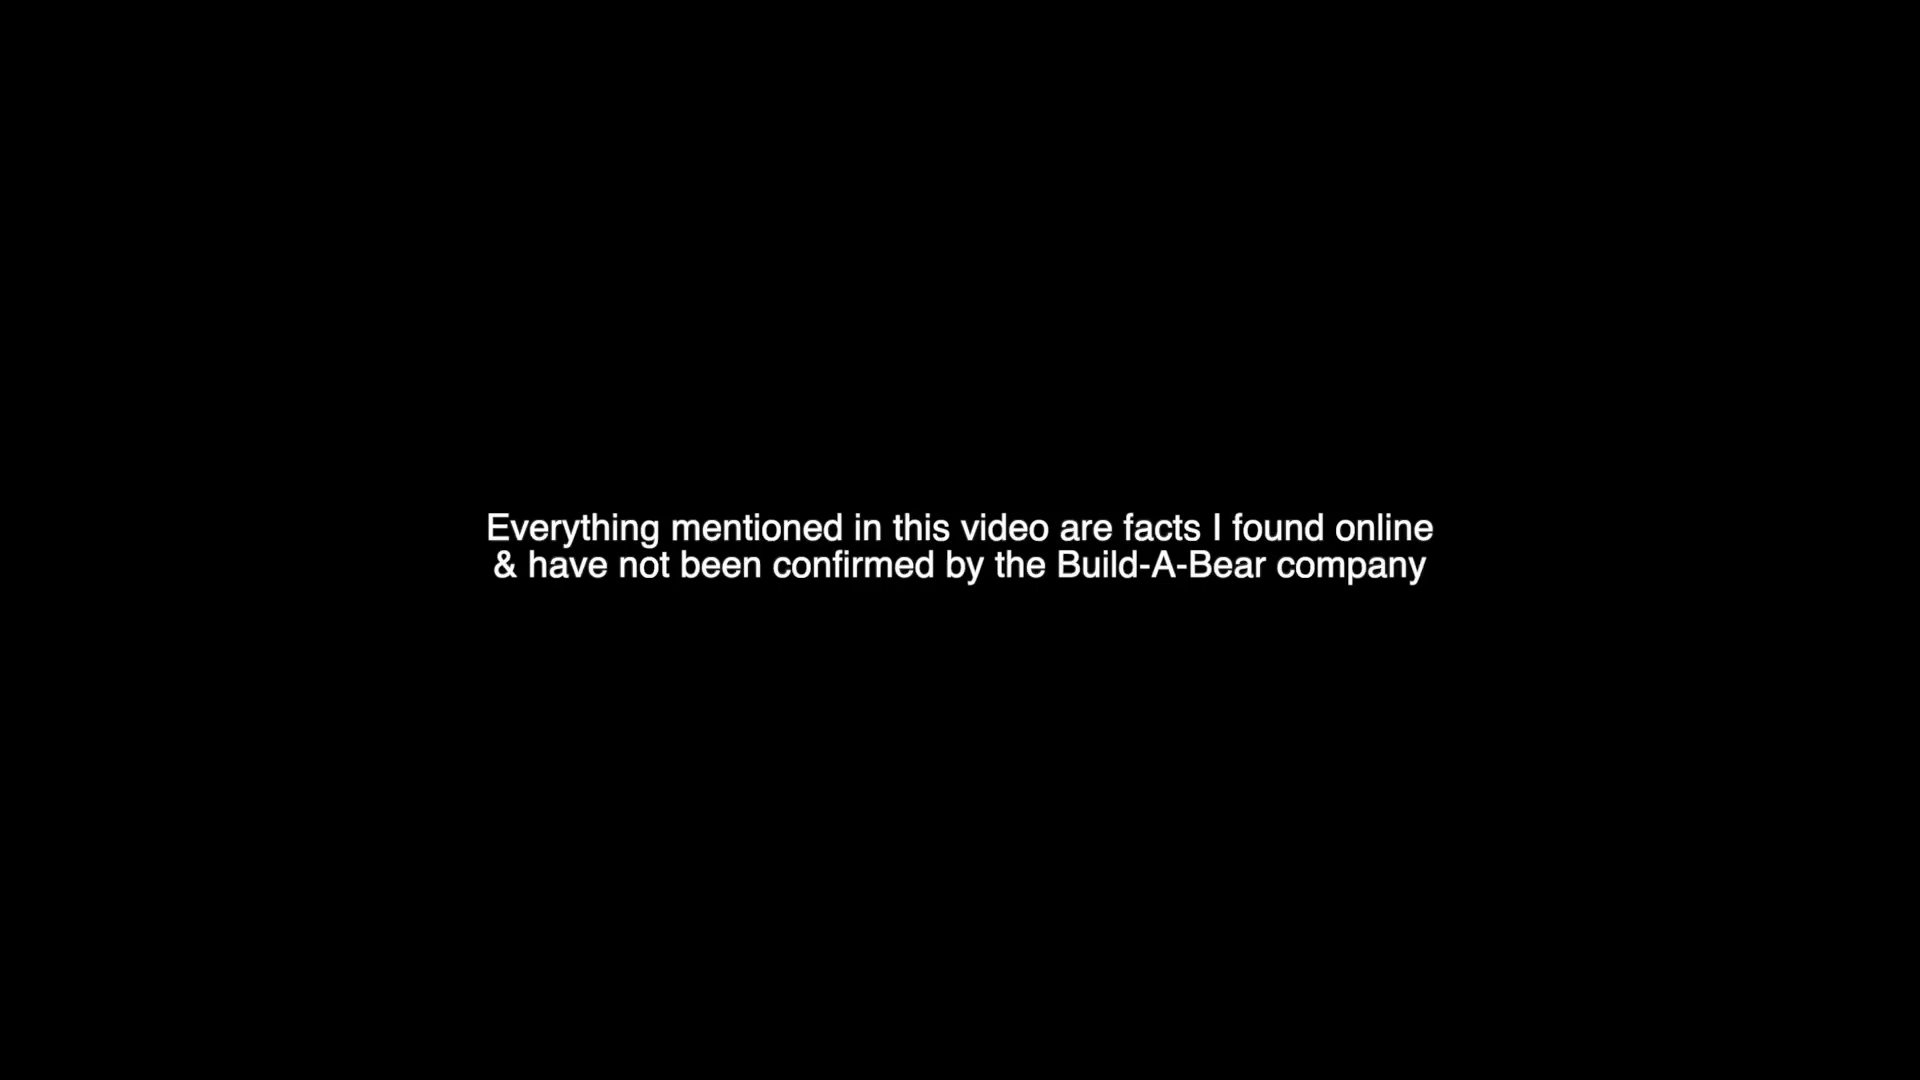 Everything mentioned in this video are facts I found online
& have not been confirmed by the Build-A-Bear company